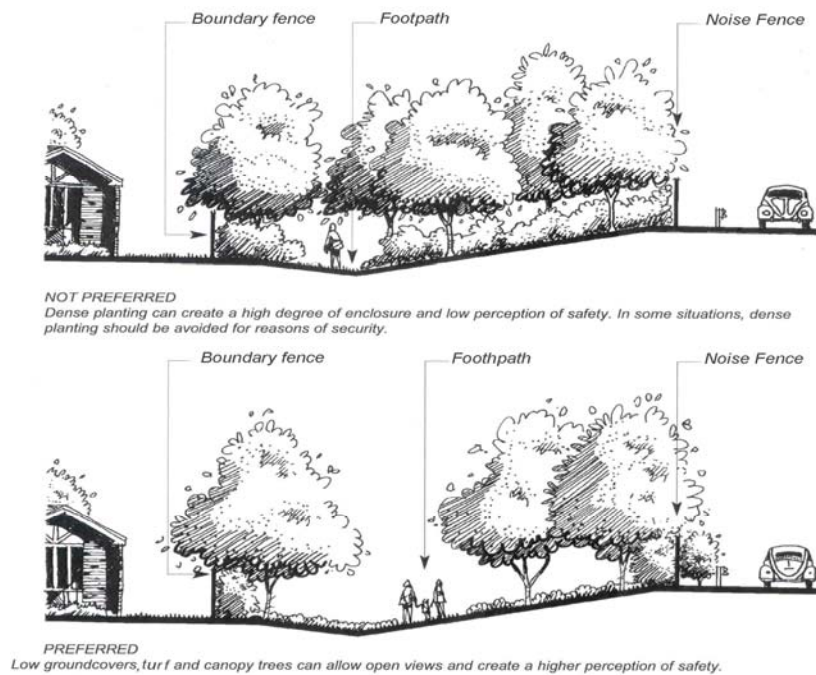 Boundary fence Footpath Noise Fence
NOT PREFERRED
Dense planting can create a high degree of enclosure and low perception of safety. In some situations, dense
planting should be avoided for reasons of security.
Boundary fence Foothpath Noise Fence
PREFERRED
Low groundcovers, turf and canopy trees can allow open views and create a higher perception of safety.